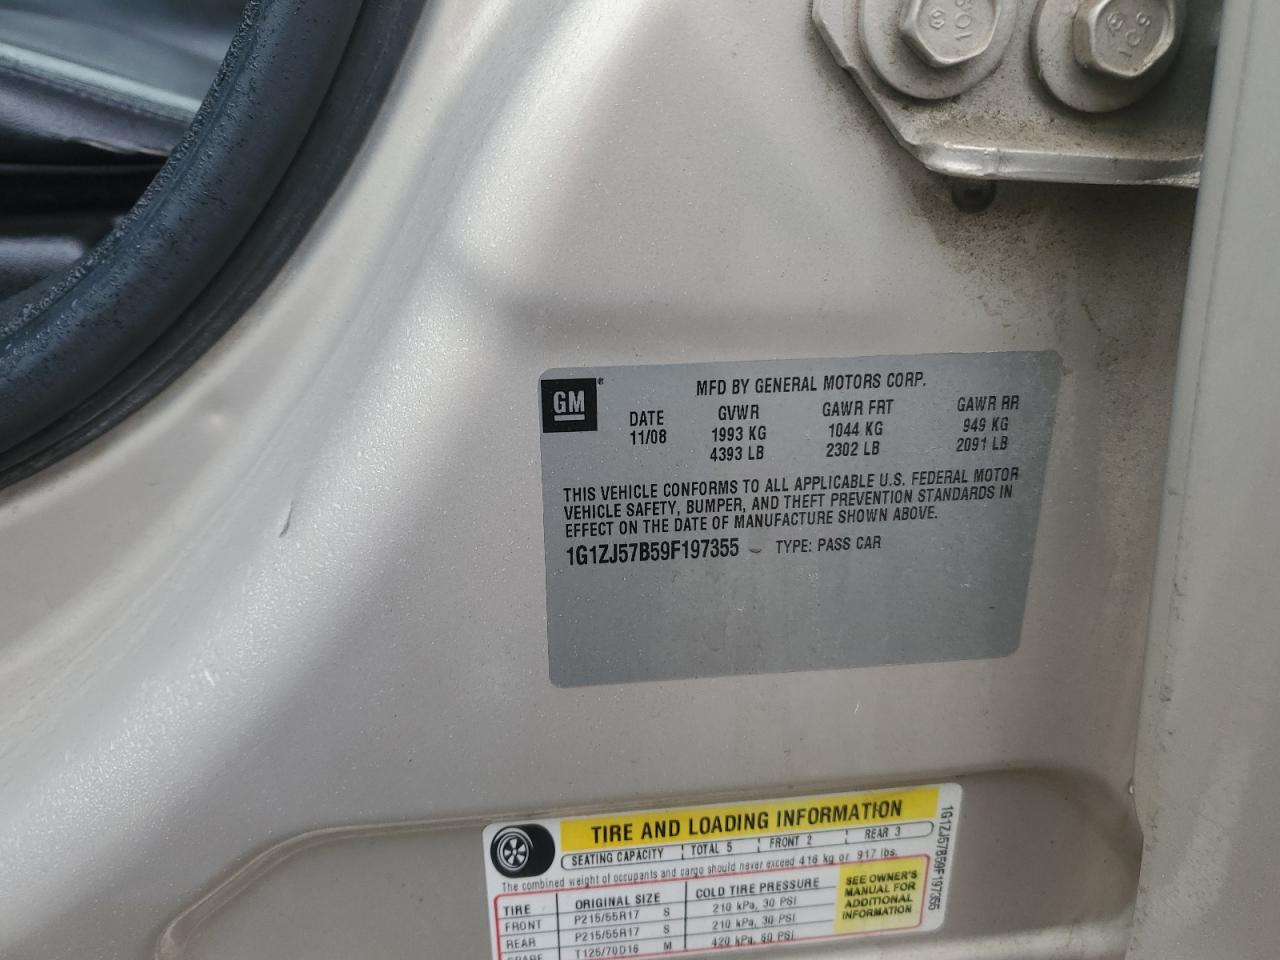 109
109
GM
MFD BY GENERAL MOTORS CORP.
DATE GVWR GAWR FRT GAWR RR
11/08 1993 KG 1044 KG 949 KG
4393 LB 2302 LB 2091 LB
THIS VEHICLE CONFORMS TO ALL APPLICABLE U.S. FEDERAL MOTOR
VEHICLE SAFETY, BUMPER, AND THEFT PREVENTION STANDARDS IN
EFFECT ON THE DATE OF MANUFACTURE SHOWN ABOVE.
1G1ZJ57B59F197355 TYPE: PASS CAR
TIRE AND LOADING INFORMATION
SEATING CAPACITY TOTAL 5 FRONT 2 REAR 3
The combined weight of occupants and cargo should never exceed 416 kg or 917 lbs.
TIRE ORIGINAL SIZE COLD TIRE PRESSURE
FRONT P215/55R17 S 210 kPa, 30 PSI
REAR P215/55R17 S 210 kPa, 30 PSI
SPARE T125/70D16 M 420 kPa, 60 PSI
SEE OWNER'S
MANUAL FOR
ADDITIONAL
INFORMATION
1G1ZJ57B59F197355